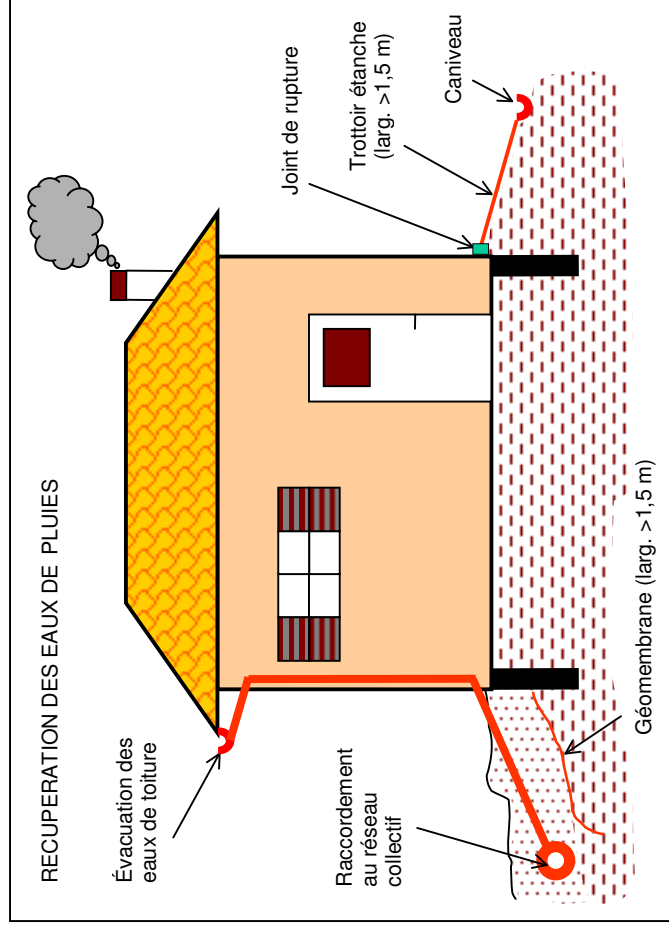 RECUPERATION DES EAUX DE PLUIES
Évacuation des
eaux de toiture
Raccordement
au réseau
collectif
Géomembrane (larg. >1,5 m)
Joint de rupture
Trottoir étanche
(larg. >1,5 m)
Caniveau